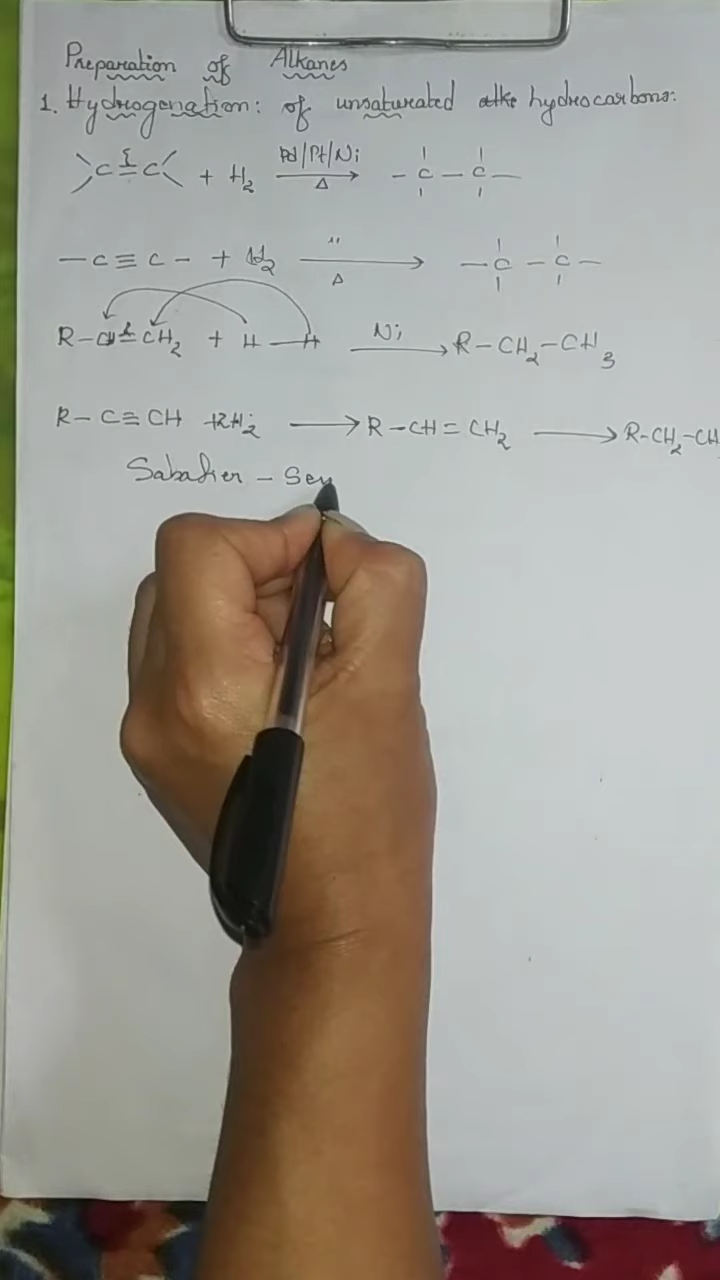 Preparation of Alkanes
1. Hydrogenation: of unsaturated hydrocarbons:
>C=C< + H₂ Pd/Pt/Ni → Δ -C-C-
-C≡C- + H₂ " → Δ -C-C-
R-CH=CH₂ + H-H Ni → R-CH₂-CH₃
R-C≡CH +2H₂ → R-CH=CH₂ → R-CH₂-CH
Sabatier - Sen